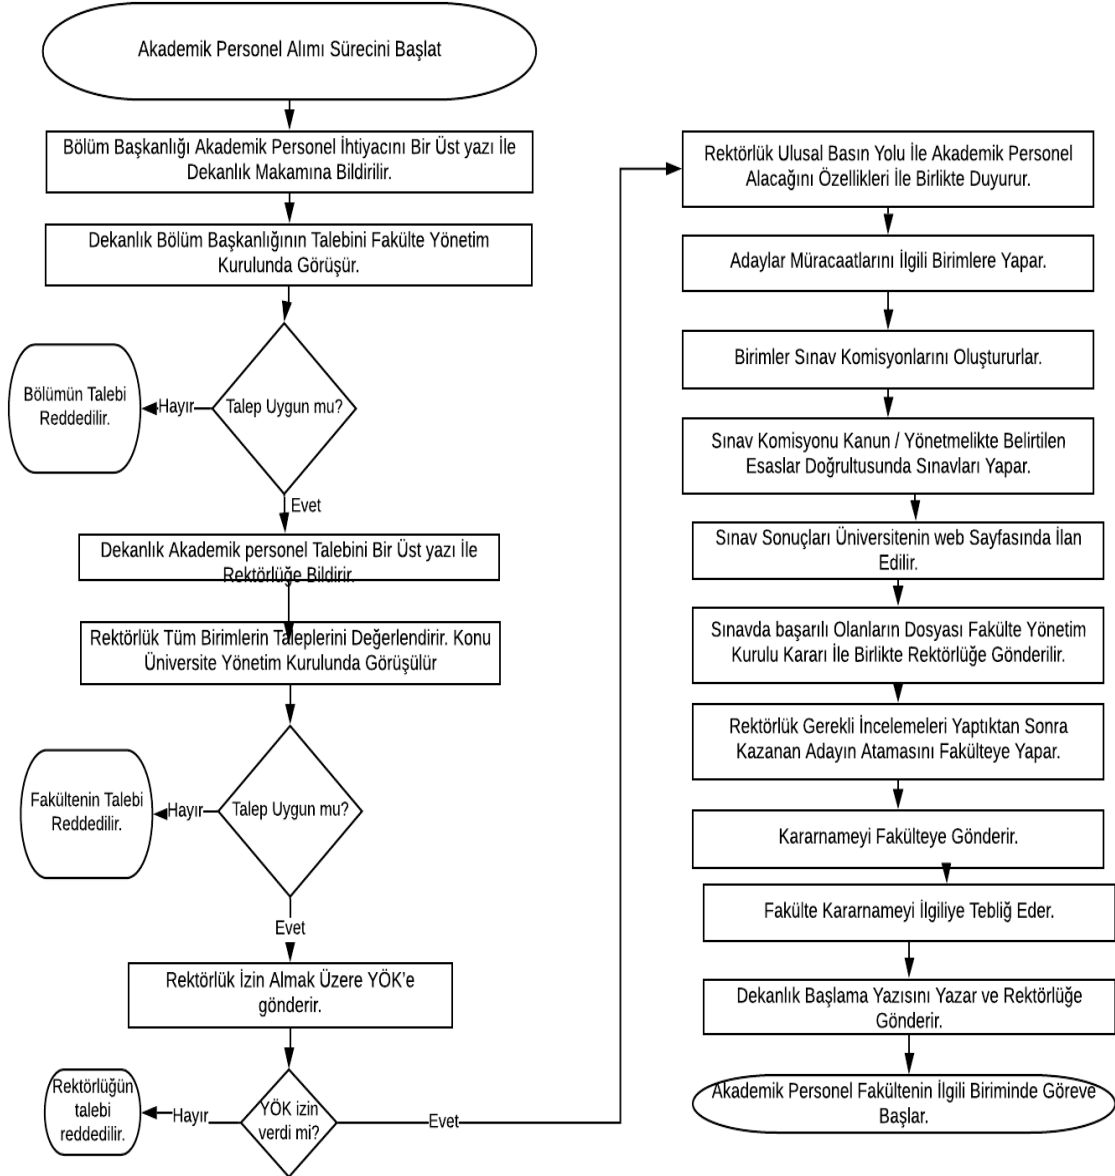 Akademik Personel Alımı Sürecini Başlat
Bölüm Başkanlığı Akademik Personel İhtiyacını Bir Üst yazı İle
Dekanlık Makamına Bildirilir.
Dekanlık Bölüm Başkanlığının Talebini Fakülte Yönetim
Kurulunda Görüşür.
Talep Uygun mu?
Hayır
Bölümün Talebi
Reddedilir.
Evet
Dekanlık Akademik personel Talebini Bir Üst yazı İle
Rektörlüğe Bildirir.
Rektörlük Tüm Birimlerin Taleplerini Değerlendirir. Konu
Üniversite Yönetim Kurulunda Görüşülür
Talep Uygun mu?
Hayır
Fakültenin Talebi
Reddedilir.
Evet
Rektörlük İzin Almak Üzere YÖK’e
gönderir.
YÖK izin
verdi mi?
Hayır
Rektörlüğün
talebi
reddedilir.
Evet
Rektörlük Ulusal Basın Yolu İle Akademik Personel
Alacağını Özellikleri İle Birlikte Duyurur.
Adaylar Müracaatlarını İlgili Birimlere Yapar.
Birimler Sınav Komisyonlarını Oluştururlar.
Sınav Komisyonu Kanun / Yönetmelikte Belirtilen
Esaslar Doğrultusunda Sınavları Yapar.
Sınav Sonuçları Üniversitenin web Sayfasında İlan
Edilir.
Sınavda başarılı Olanların Dosyası Fakülte Yönetim
Kurulu Kararı İle Birlikte Rektörlüğe Gönderilir.
Rektörlük Gerekli İncelemeleri Yaptıktan Sonra
Kazanan Adayın Atamasını Fakülteye Yapar.
Kararnameyi Fakülteye Gönderir.
Fakülte Kararnameyi İlgiliye Tebliğ Eder.
Dekanlık Başlama Yazısını Yazar ve Rektörlüğe
Gönderir.
Akademik Personel Fakültenin İlgili Biriminde Göreve
Başlar.